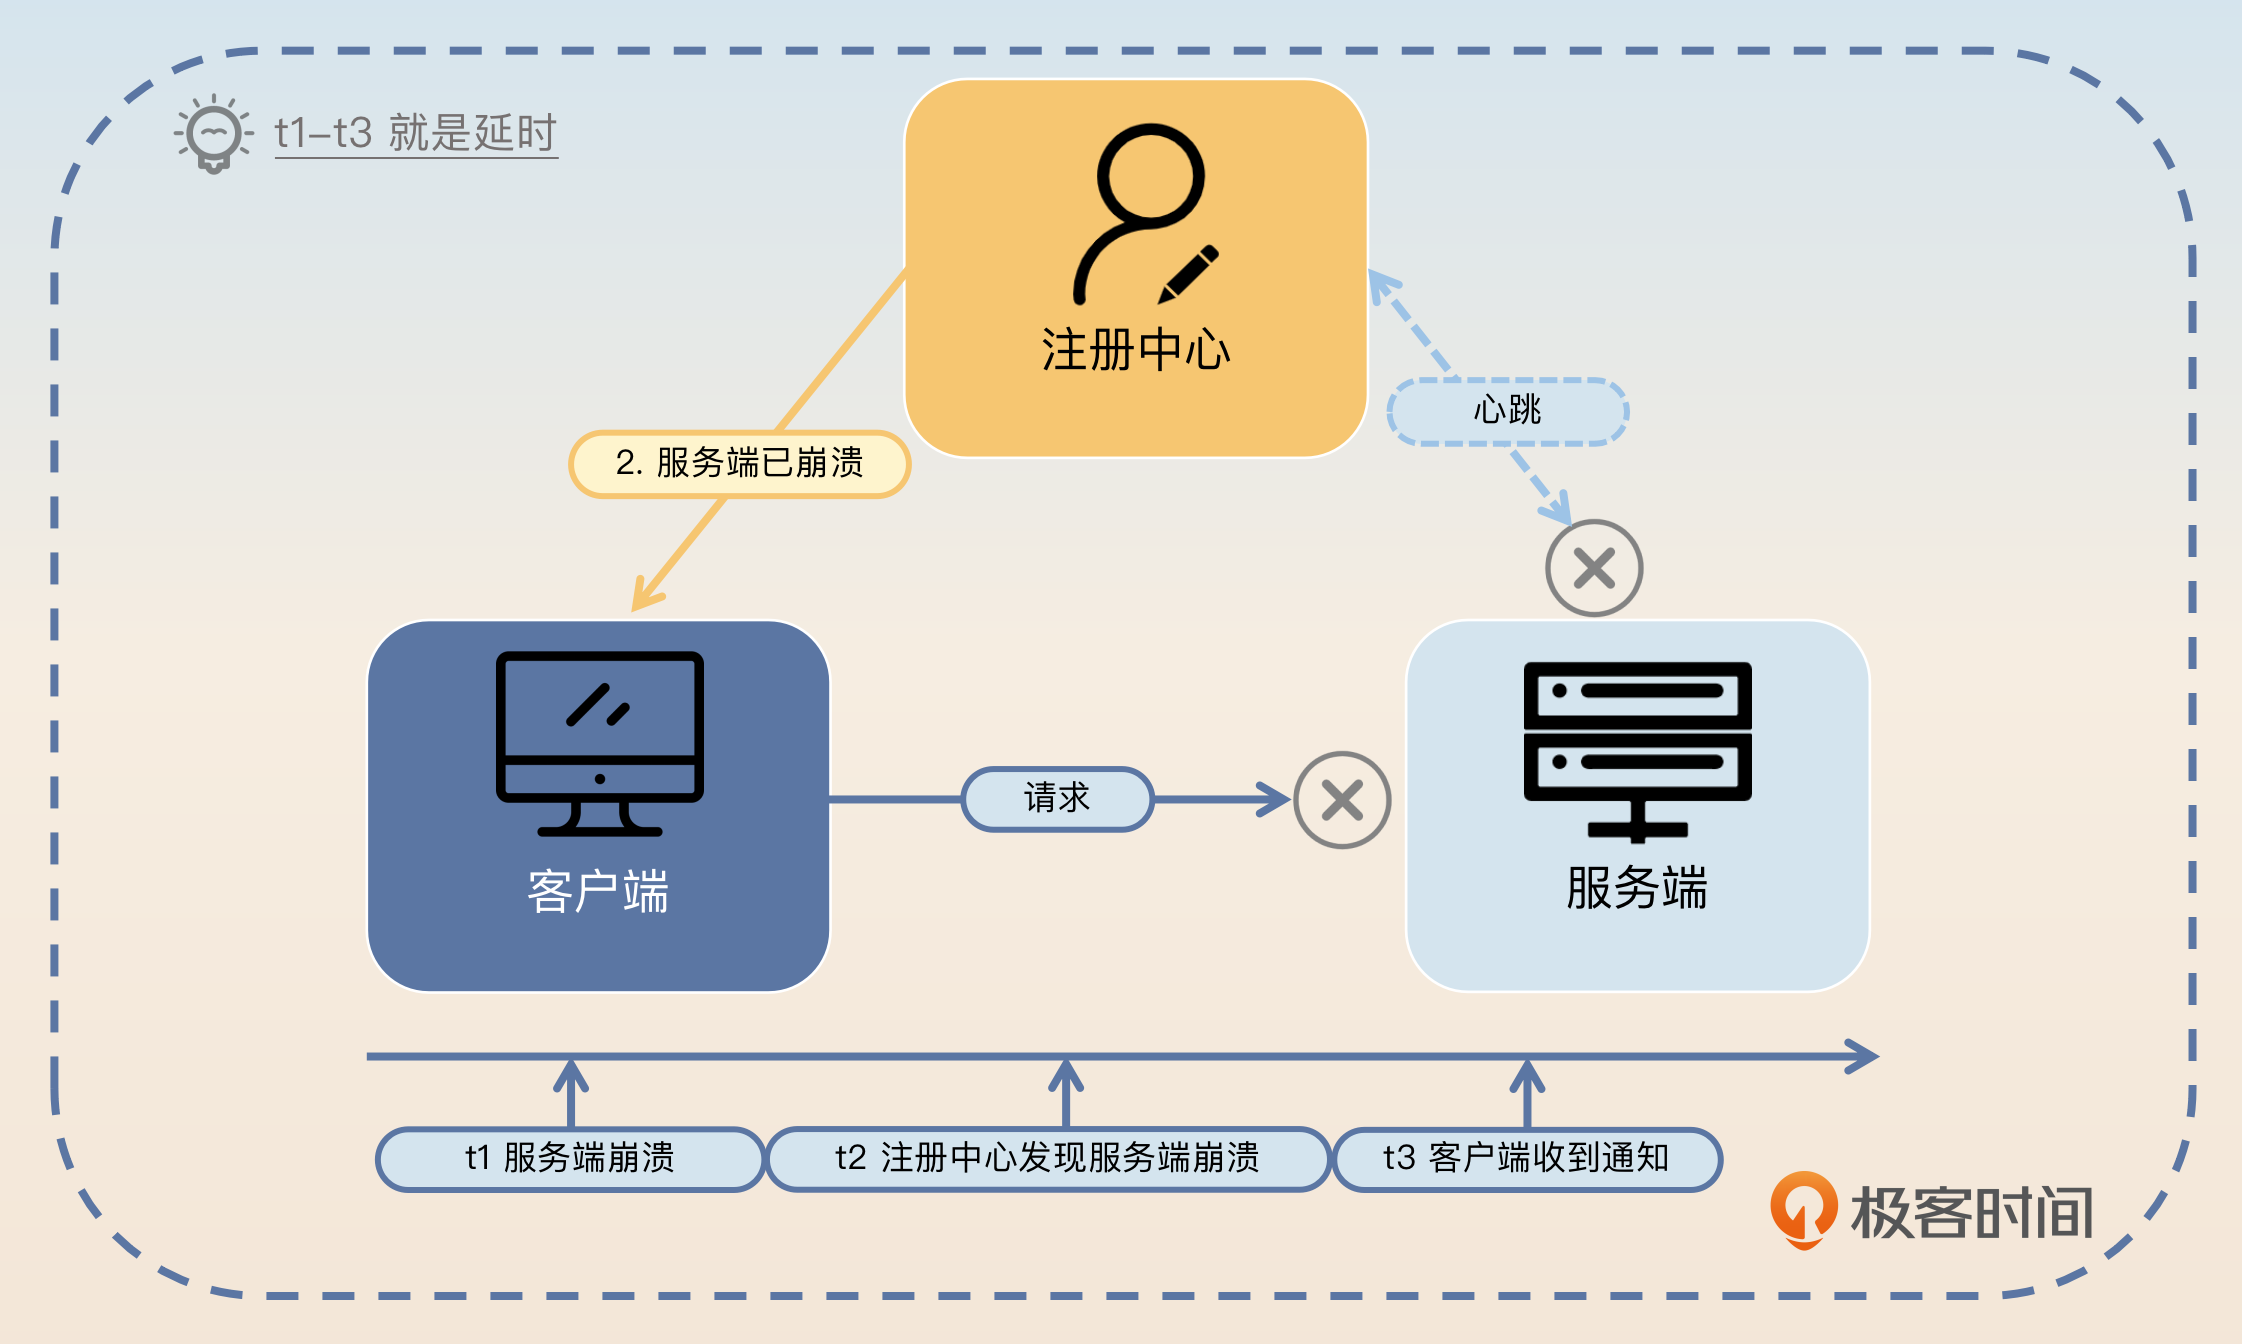 t1–t3 就是延时
注册中心
心跳
2. 服务端已崩溃
请求
客户端
服务端
t1 服务端崩溃
t2 注册中心发现服务端崩溃
t3 客户端收到通知
极客时间